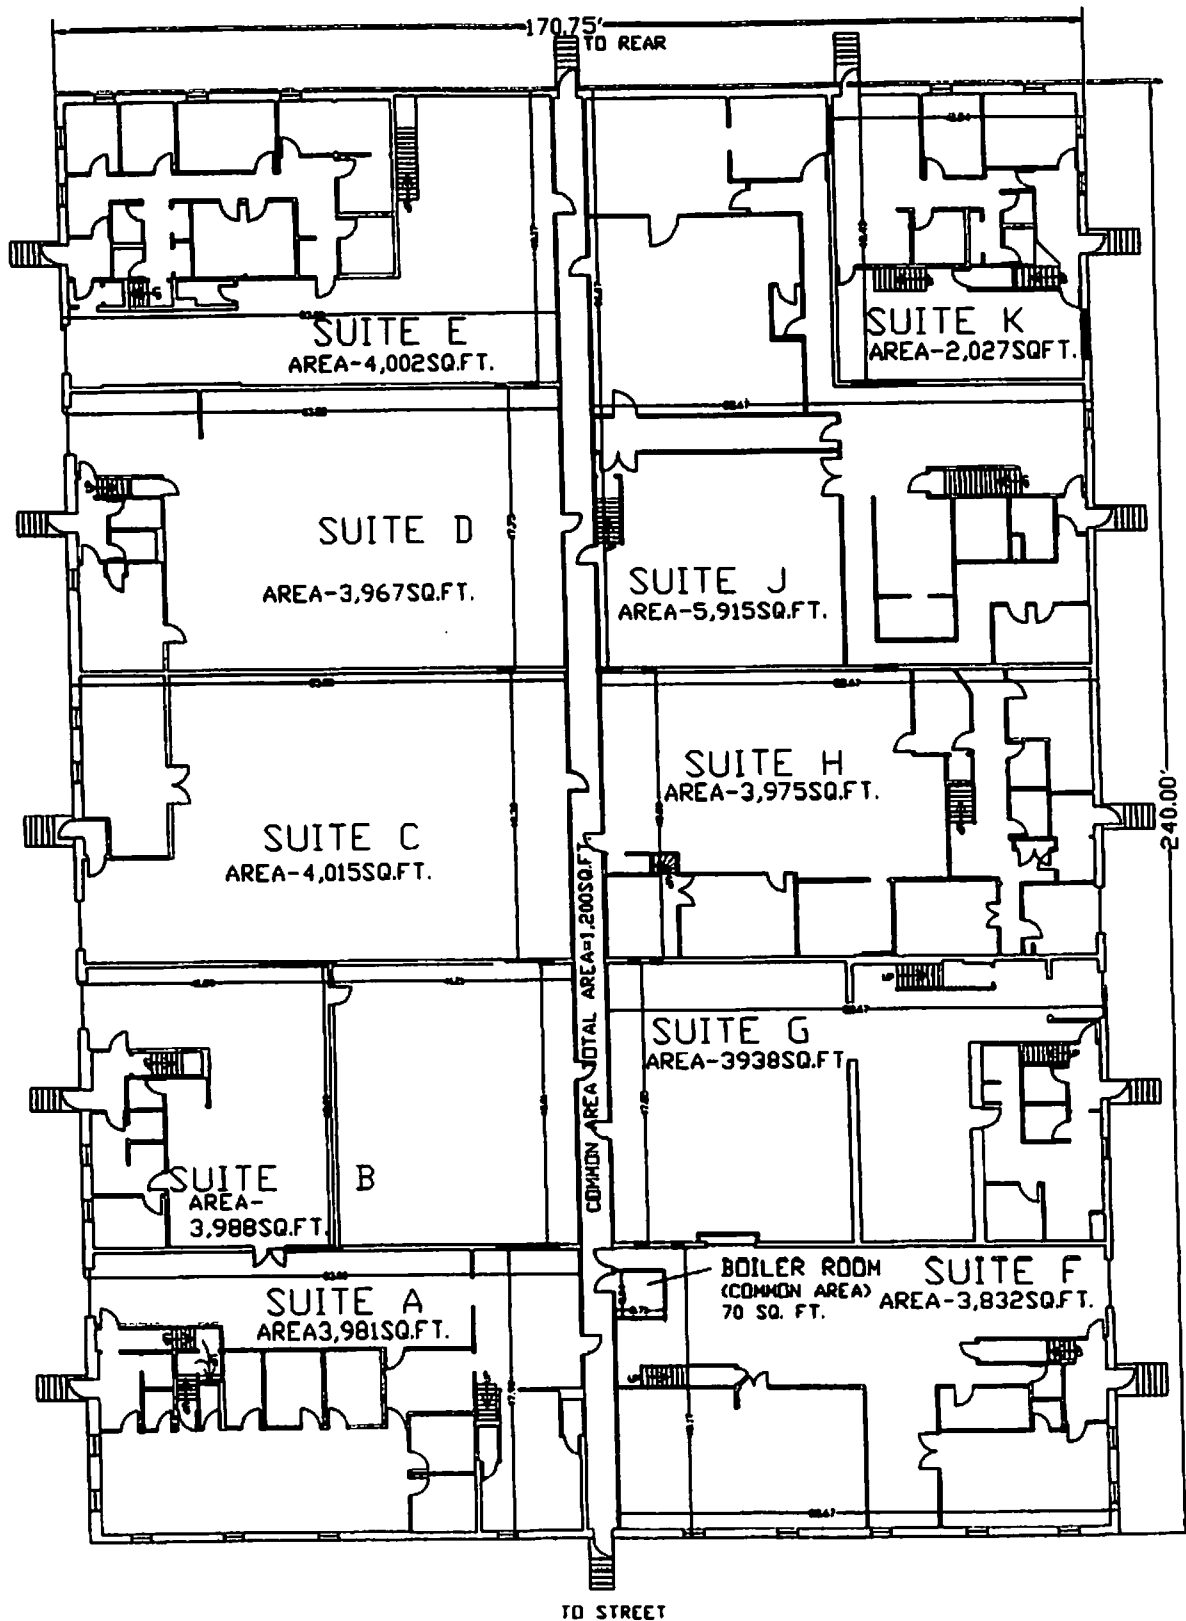 170.75'
TO REAR
SUITE E
AREA-4,002SQ.FT.
SUITE K
AREA-2,027SQFT.
SUITE D
AREA-3,967SQ.FT.
SUITE J
AREA-5,915SQ.FT.
SUITE H
AREA-3,975SQ.FT.
240.00'
SUITE C
AREA-4,015SQ.FT.
COMMON AREA TOTAL AREA=1,200SQ.FT
SUITE G
AREA-3938SQ.FT
SUITE B
AREA-
3,988SQ.FT.
BOILER ROOM
(COMMON AREA)
70 SQ. FT.
SUITE F
AREA-3,832SQ.FT.
SUITE A
AREA3,981SQ.FT.
TO STREET